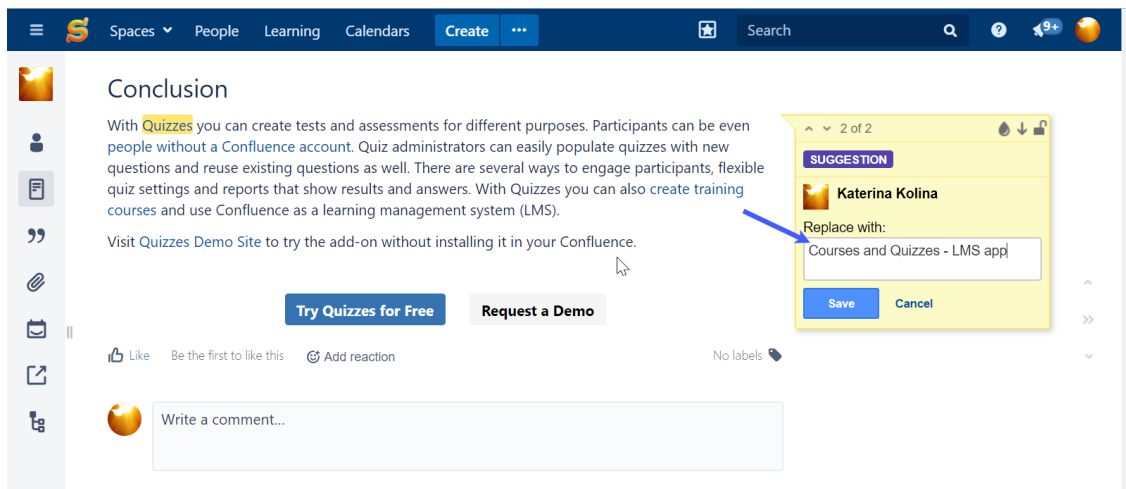 Spaces People Learning Calendars Create ... Search 9+
Conclusion
With Quizzes you can create tests and assessments for different purposes. Participants can be even
people without a Confluence account. Quiz administrators can easily populate quizzes with new
questions and reuse existing questions as well. There are several ways to engage participants, flexible
quiz settings and reports that show results and answers. With Quizzes you can also create training
courses and use Confluence as a learning management system (LMS).
Visit Quizzes Demo Site to try the add-on without installing it in your Confluence.
Try Quizzes for Free Request a Demo
Like Be the first to like this Add reaction No labels
Write a comment...
2 of 2
SUGGESTION
Katerina Kolina
Replace with:
Courses and Quizzes - LMS app
Save Cancel